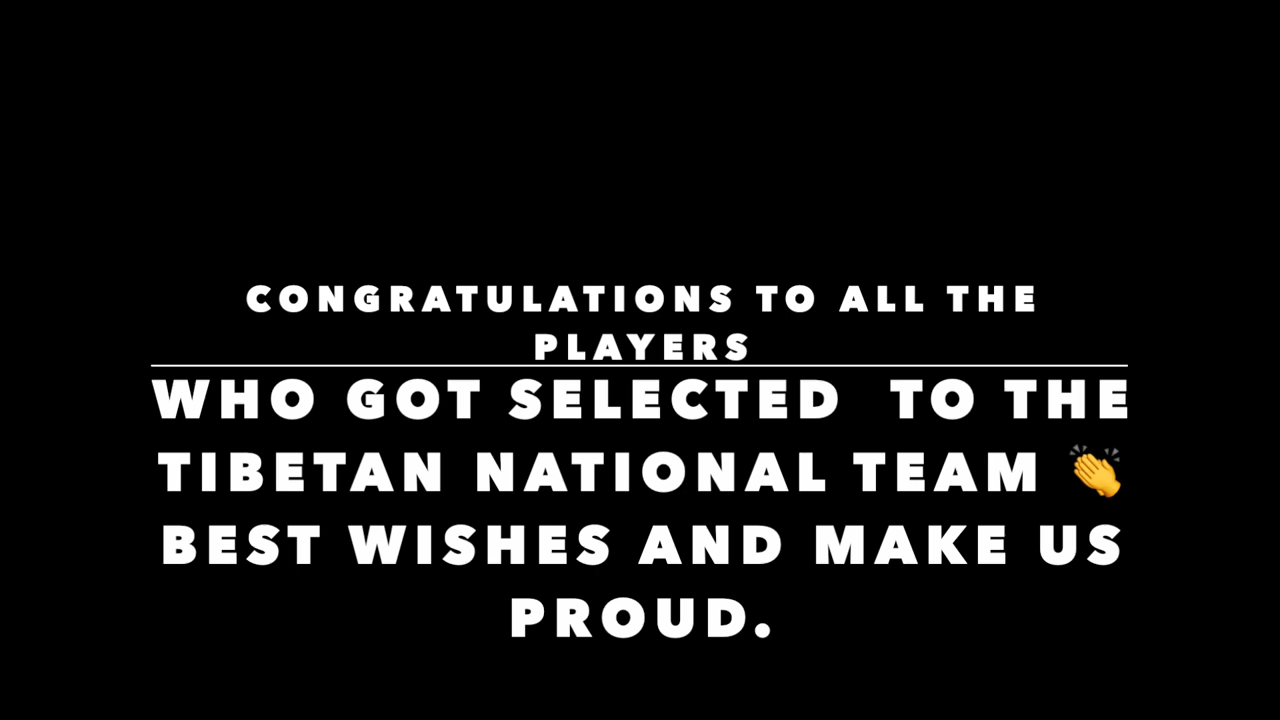 CONGRATULATIONS TO ALL THE
PLAYERS
WHO GOT SELECTED  TO THE
TIBETAN NATIONAL TEAM 👏
BEST WISHES AND MAKE US
PROUD.